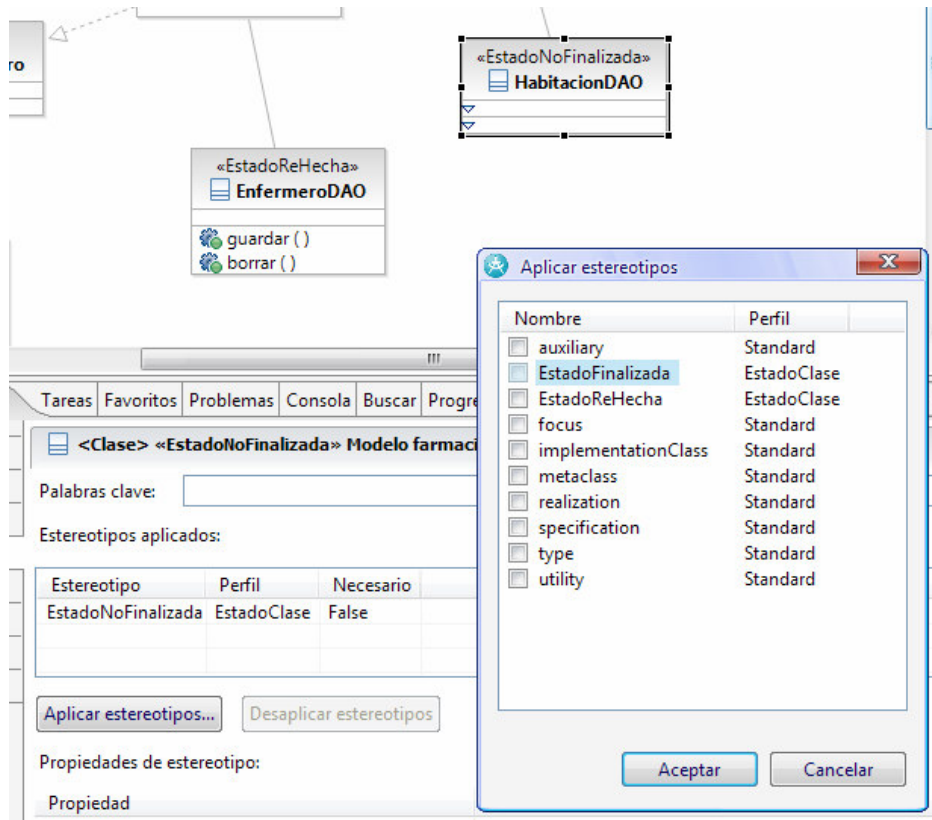 ro
«EstadoNoFinalizada»
HabitacionDAO
«EstadoReHecha»
EnfermeroDAO
guardar ( )
borrar ( )
Tareas Favoritos Problemas Consola Buscar Progre
<Clase> «EstadoNoFinalizada» Modelo farmaci
Palabras clave:
Estereotipos aplicados:
Estereotipo Perfil Necesario
EstadoNoFinalizada EstadoClase False
Aplicar estereotipos... Desaplicar estereotipos
Propiedades de estereotipo:
Propiedad
Aplicar estereotipos
Nombre Perfil
auxiliary Standard
EstadoFinalizada EstadoClase
EstadoReHecha EstadoClase
focus Standard
implementationClass Standard
metaclass Standard
realization Standard
specification Standard
type Standard
utility Standard
Aceptar Cancelar